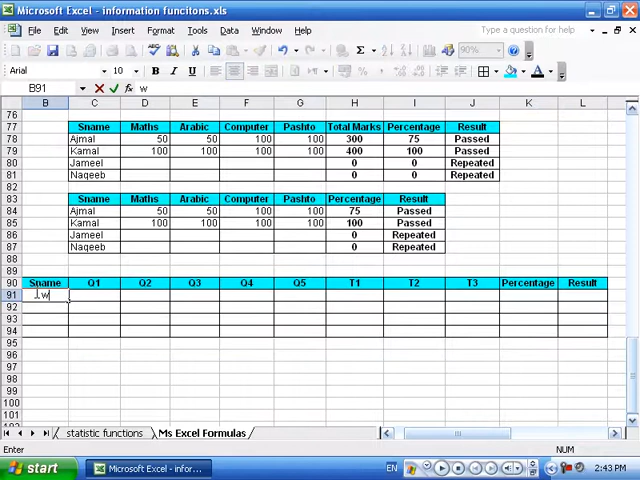 Microsoft Excel - information funcitons.xls
File Edit View Insert Format Tools Data Window Help Type a question for help
90%
Arial 10 B I U A
B91 w
B C D E F G H I J K L
76
77 Sname Maths Arabic Computer Pashto Total Marks Percentage Result
78 Ajmal 50 50 100 100 300 75 Passed
79 Kamal 100 100 100 100 400 100 Passed
80 Jameel 0 0 Repeated
81 Naqeeb 0 0 Repeated
82
83 Sname Maths Arabic Computer Pashto Percentage Result
84 Ajmal 50 50 100 100 75 Passed
85 Kamal 100 100 100 100 100 Passed
86 Jameel 0 Repeated
87 Naqeeb 0 Repeated
88
89
90 Sname Q1 Q2 Q3 Q4 Q5 T1 T2 T3 Percentage Result
91 w
92
93
94
95
96
97
98
99
100
101
statistic functions Ms Excel Formulas
Enter NUM
start Microsoft Excel - infor... EN 2:43 PM